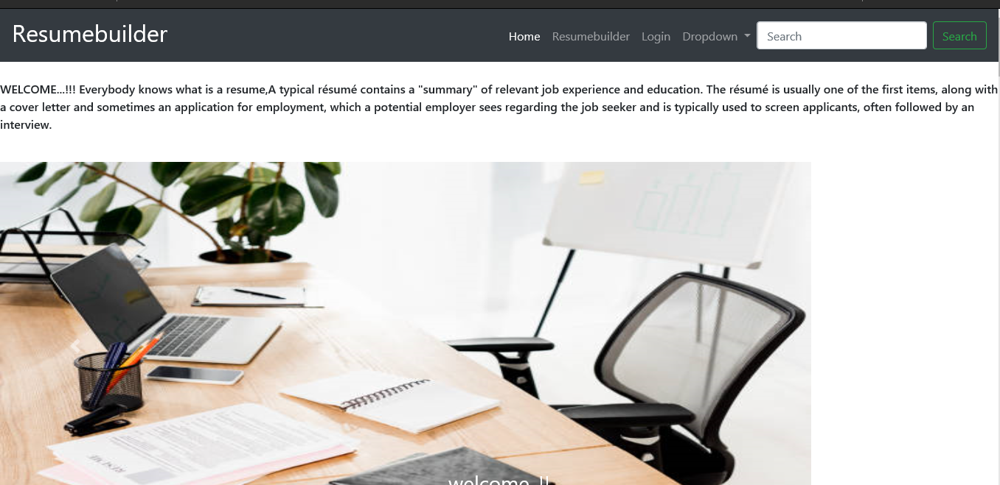 Resumebuilder
Home Resumebuilder Login Dropdown Search Search
WELCOME...!!! Everybody knows what is a resume,A typical résumé contains a "summary" of relevant job experience and education. The résumé is usually one of the first items, along with
a cover letter and sometimes an application for employment, which a potential employer sees regarding the job seeker and is typically used to screen applicants, often followed by an
interview.
RESUME
welcome..!!